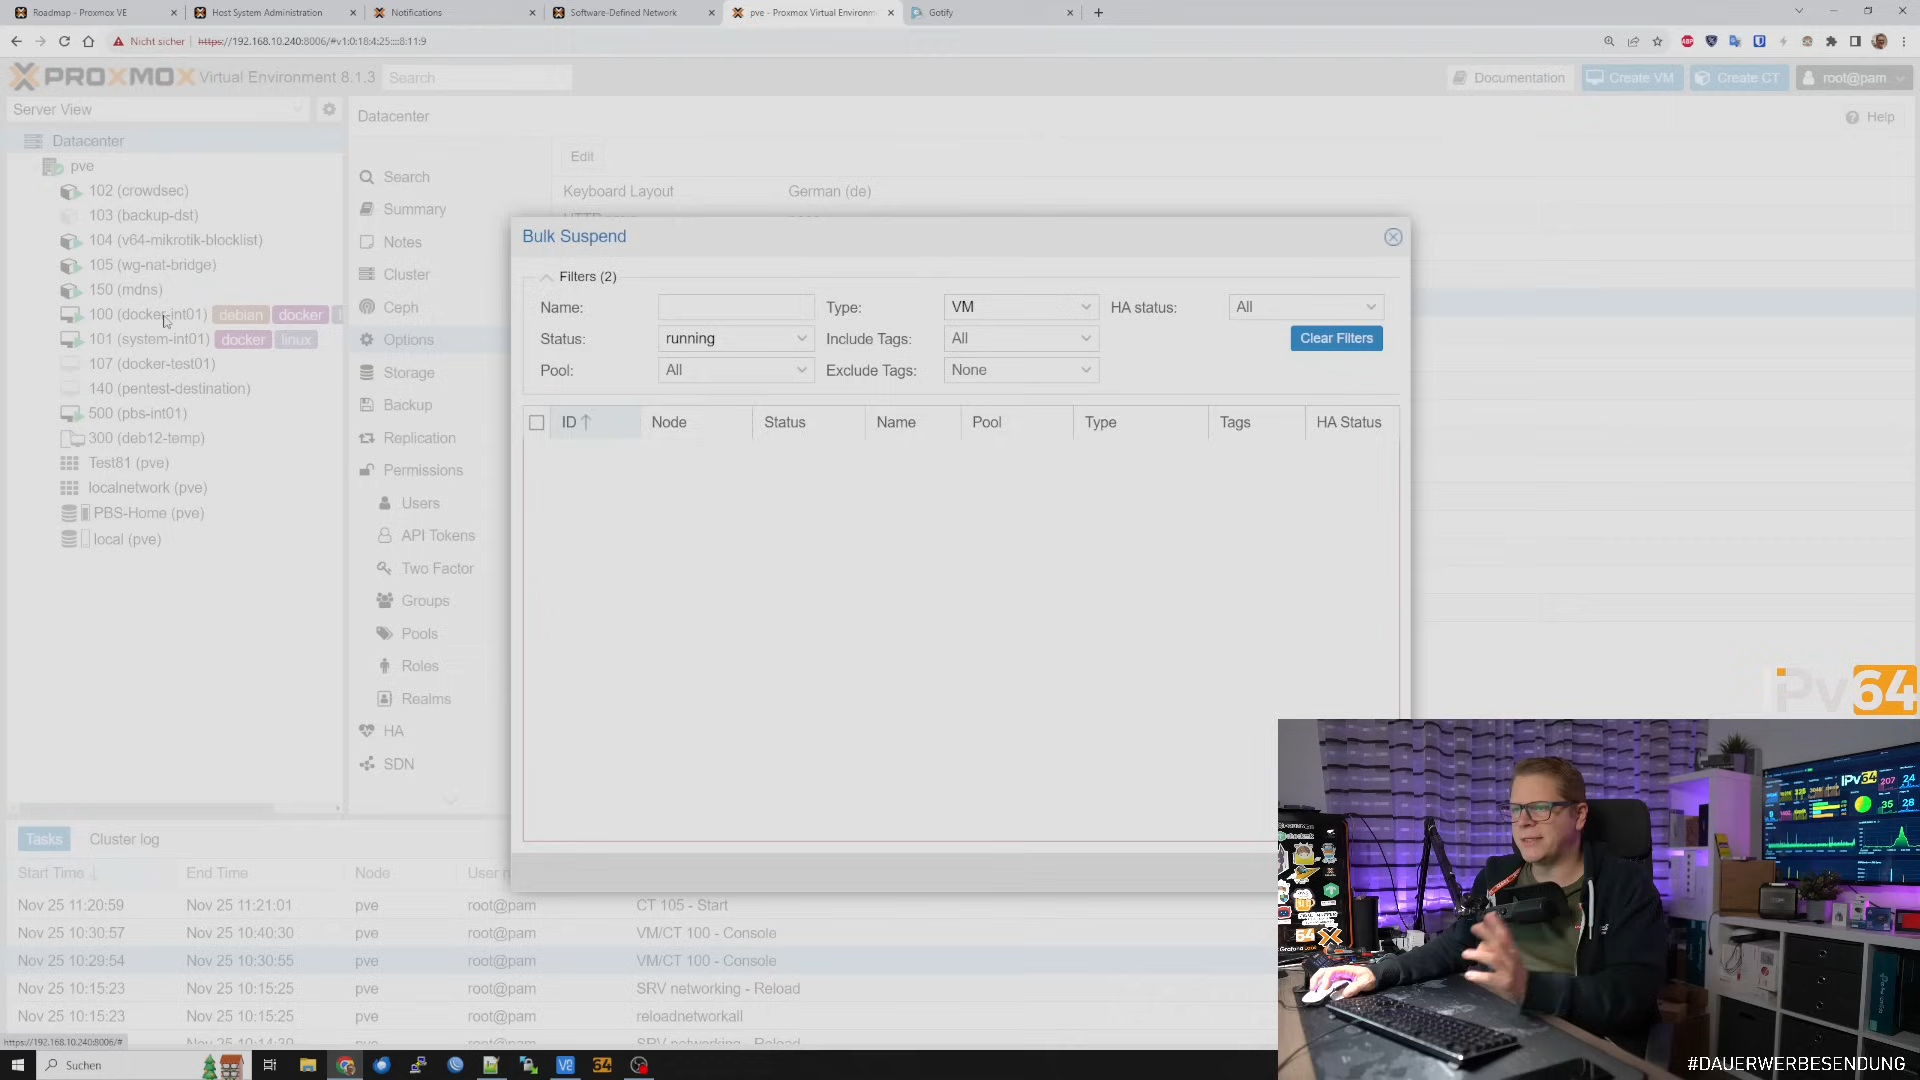 Roadmap - Proxmox VE
Host System Administration
Notifications
Software-Defined Network
pve - Proxmox Virtual Environm
Gotify
Nicht sicher
https://192.168.10.240:8006/#v1:0:18:4:25::::8:11:9
PROXMOX Virtual Environment 8.1.3
Search
Documentation
Create VM
Create CT
root@pam
Server View
Datacenter
Help
Datacenter
pve
102 (crowdsec)
103 (backup-dst)
104 (v64-mikrotik-blocklist)
105 (wg-nat-bridge)
150 (mdns)
100 (docker-int01) debian docker
101 (system-int01) docker linux
107 (docker-test01)
140 (pentest-destination)
500 (pbs-int01)
300 (deb12-temp)
Test81 (pve)
localnetwork (pve)
PBS-Home (pve)
local (pve)
Search
Summary
Notes
Cluster
Ceph
Options
Storage
Backup
Replication
Permissions
Users
API Tokens
Two Factor
Groups
Pools
Roles
Realms
HA
SDN
Edit
Keyboard Layout German (de)
Bulk Suspend
Filters (2)
Name: Type: VM HA status: All
Status: running Include Tags: All Clear Filters
Pool: All Exclude Tags: None
ID Node Status Name Pool Type Tags HA Status
Tasks Cluster log
Start Time End Time Node User n
Nov 25 11:20:59 Nov 25 11:21:01 pve root@pam CT 105 - Start
Nov 25 10:30:57 Nov 25 10:40:30 pve root@pam VM/CT 100 - Console
Nov 25 10:29:54 Nov 25 10:30:55 pve root@pam VM/CT 100 - Console
Nov 25 10:15:23 Nov 25 10:15:25 pve root@pam SRV networking - Reload
Nov 25 10:15:23 Nov 25 10:15:25 pve root@pam reloadnetworkall
https://192.168.10.240:8006/#
Suchen
iPv64
IPv64 207 24
35 28
64
#DAUERWERBESENDUNG